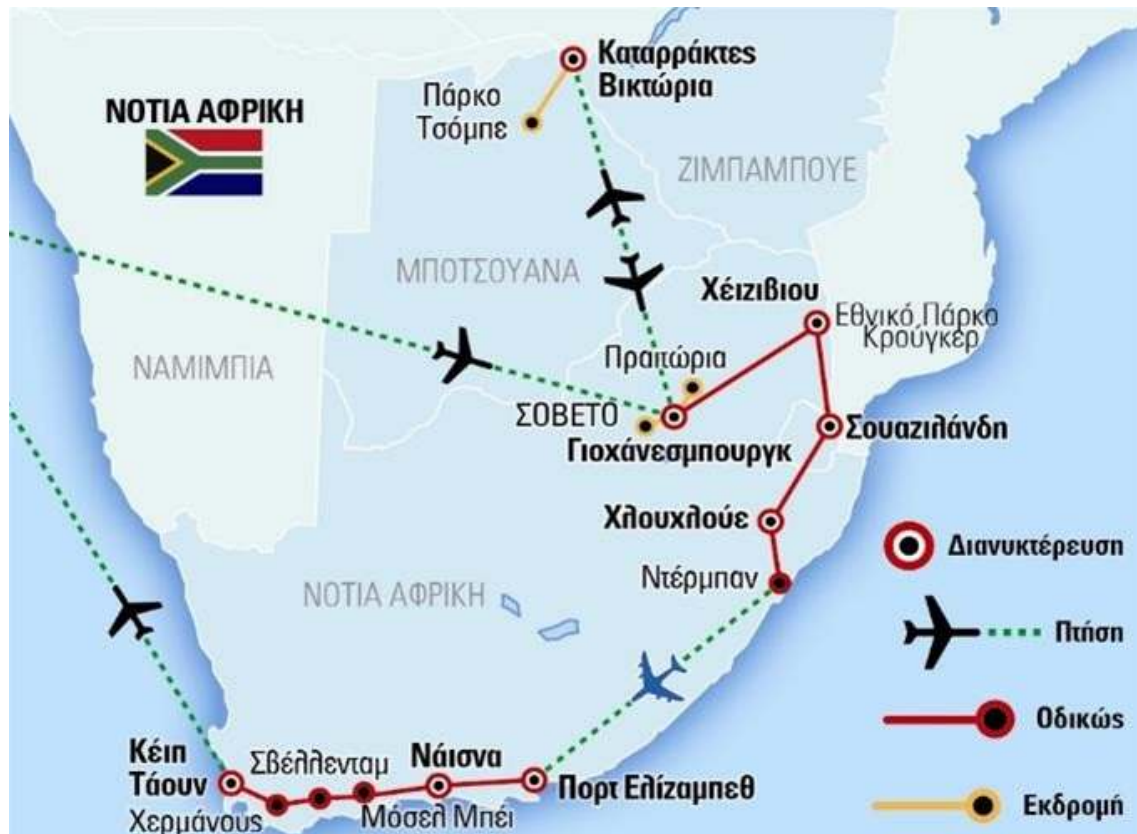 Καταρράκτες
Βικτώρια
Πάρκο
Τσόμπε
ΝΟΤΙΑ ΑΦΡΙΚΗ
ΖΙΜΠΑΜΠΟΥΕ
ΜΠΟΤΣΟΥΑΝΑ
Χέιζιβιου
Εθνικό Πάρκο
Κρούγκερ
ΝΑΜΙΜΠΙΑ
Πραιτώρια
ΣΟΒΕΤΟ
Γιοχάνεσμπουργκ
Σουαζιλάνδη
Χλουχλούε
Διανυκτέρευση
Ντέρμπαν
ΝΟΤΙΑ ΑΦΡΙΚΗ
Πτήση
Οδικώς
Κέιπ
Τάουν
Σβέλλενταμ
Νάισνα
Πορτ Ελίζαμπεθ
Χερμάνους
Μόσελ Μπέι
Εκδρομή